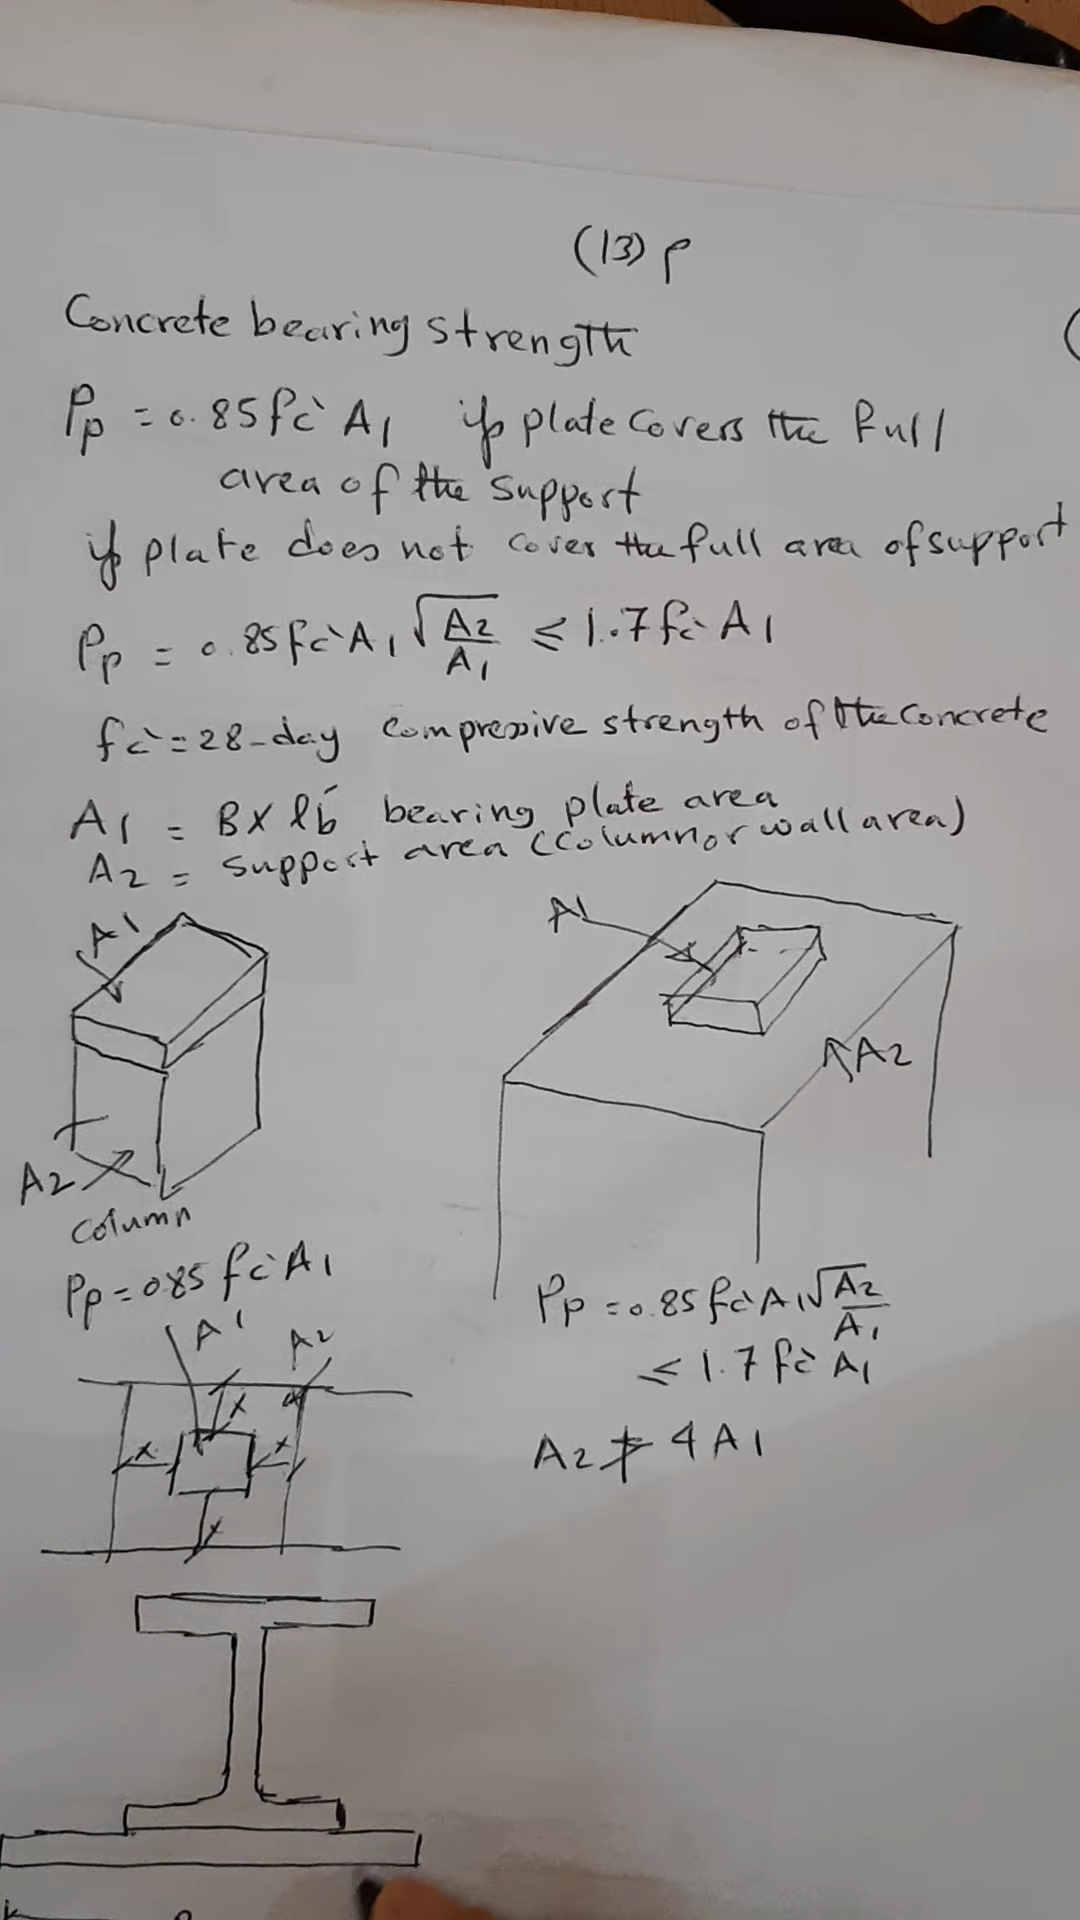 (13) P
Concrete bearing strength
Pp = 0.85 fc' A1 if plate covers the full
area of the support
if plate does not cover the full area of support
Pp = 0.85 fc' A1 √(A2/A1) ≤ 1.7 fc' A1
fc' = 28-day compressive strength of the concrete
A1 = B x lb bearing plate area
A2 = support area (column or wall area)
A1
A1
A2
A2
column
Pp = 0.85 fc' A1
Pp = 0.85 fc' A1 √(A2/A1)
≤ 1.7 fc' A1
A1 A2
x
x x
x
A2 ≯ 4 A1